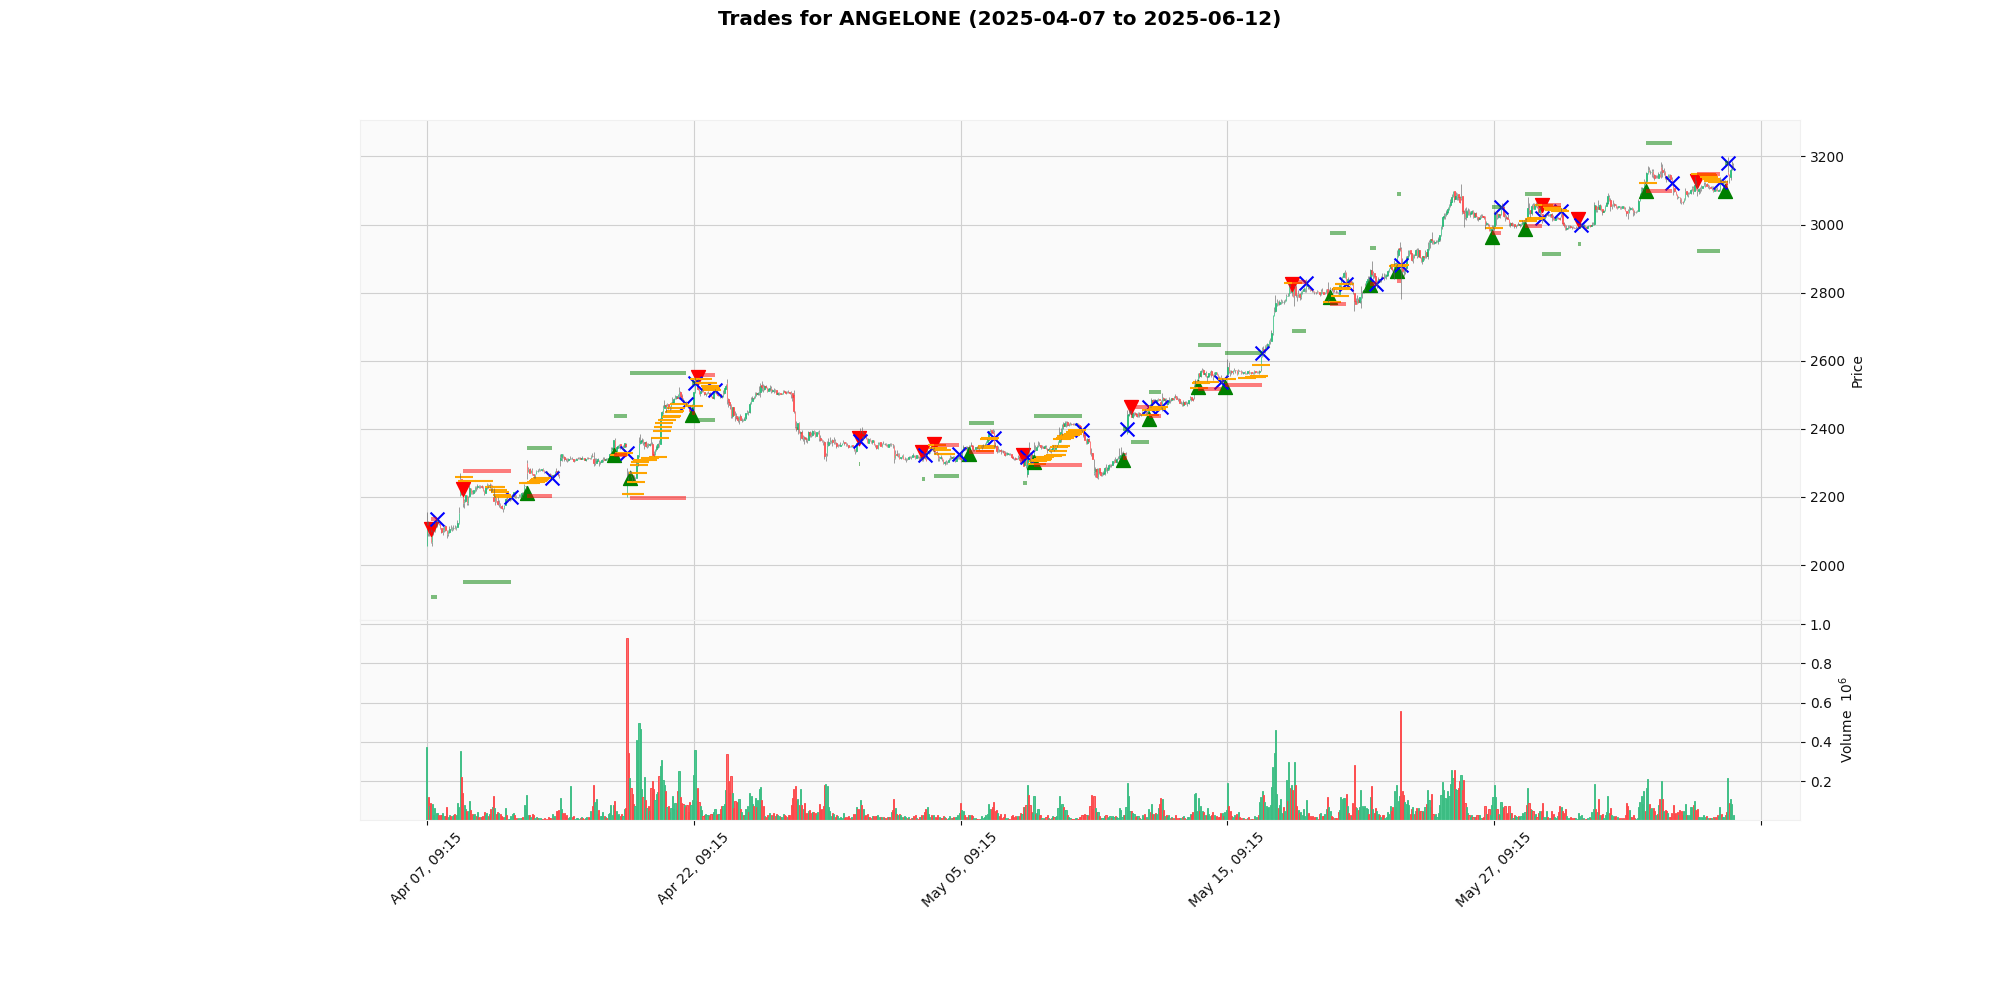 Trades for ANGELONE (2025-04-07 to 2025-06-12)
3200
3000
2800
2600
2400
2200
2000
Price
1.0
0.8
0.6
0.4
0.2
Volume 10⁶
Apr 07, 09:15
Apr 22, 09:15
May 05, 09:15
May 15, 09:15
May 27, 09:15